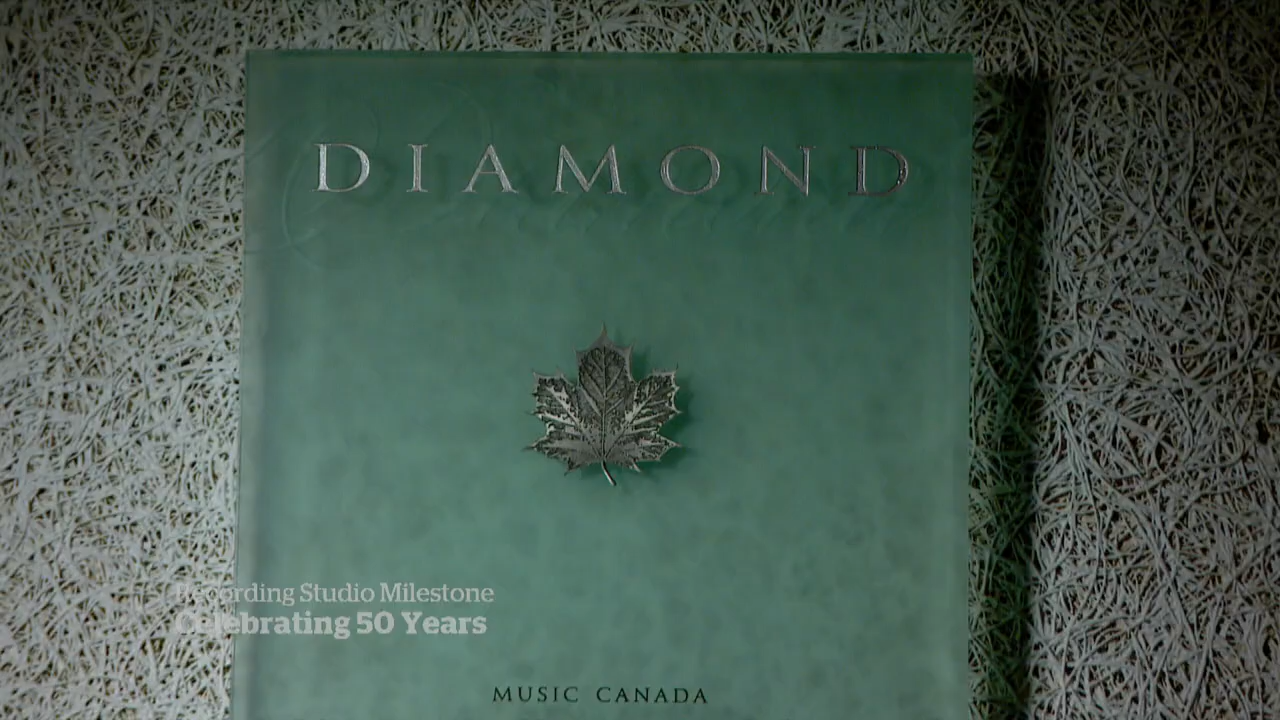 DIAMOND
Recording Studio Milestone
Celebrating 50 Years
MUSIC CANADA